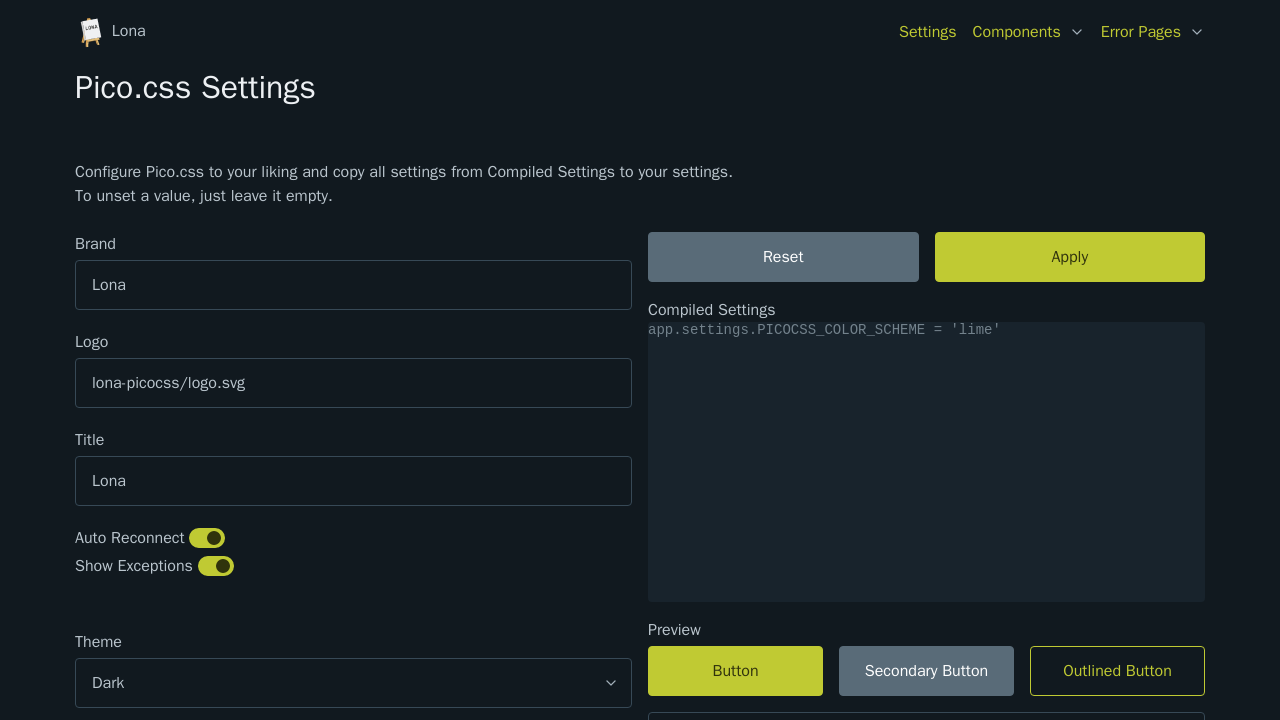 LONA
Lona
Settings
Components
Error Pages
Pico.css Settings
Configure Pico.css to your liking and copy all settings from Compiled Settings to your settings.
To unset a value, just leave it empty.
Brand
Lona
Logo
lona-picocss/logo.svg
Title
Lona
Auto Reconnect
Show Exceptions
Theme
Dark
Reset
Apply
Compiled Settings
app.settings.PICOCSS_COLOR_SCHEME = 'lime'
Preview
Button
Secondary Button
Outlined Button